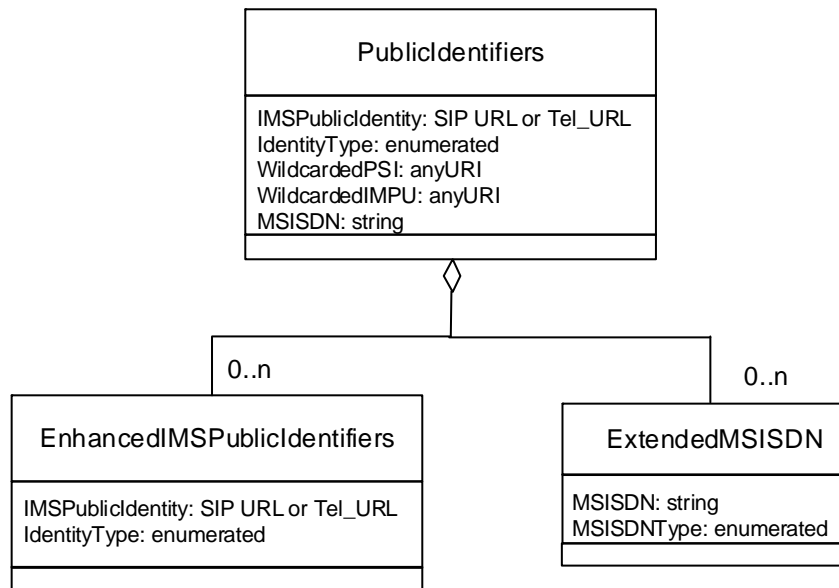 PublicIdentifiers
IMSPublicIdentity: SIP URL or Tel_URL
IdentityType: enumerated
WildcardedPSI: anyURI
WildcardedIMPU: anyURI
MSISDN: string
0..n
0..n
EnhancedIMSPublicIdentifiers
IMSPublicIdentity: SIP URL or Tel_URL
IdentityType: enumerated
ExtendedMSISDN
MSISDN: string
MSISDNType: enumerated